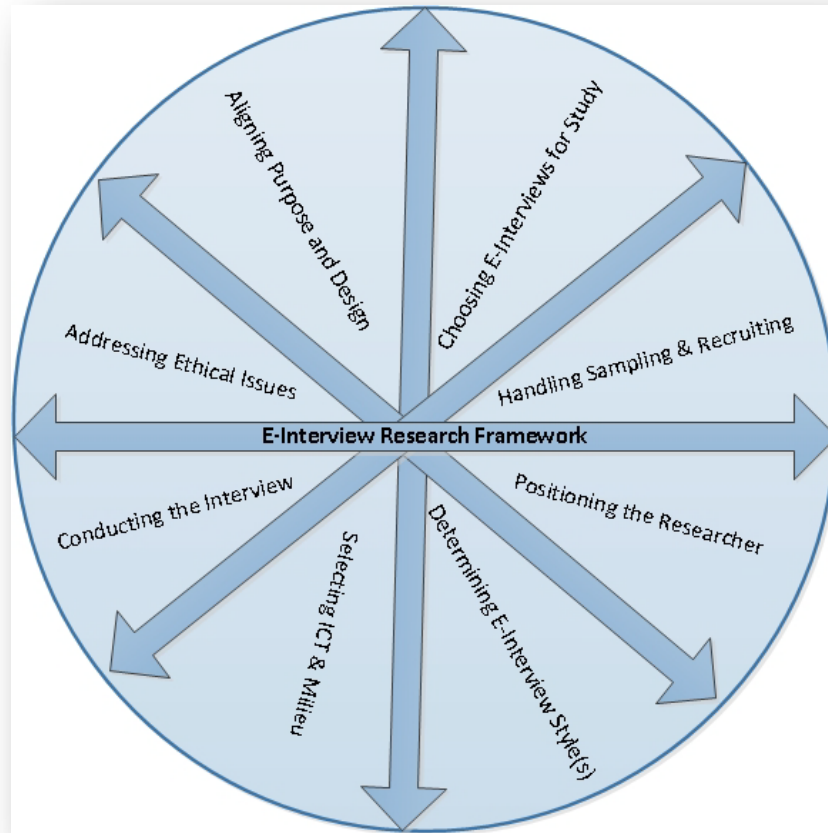 Aligning Purpose and Design
Choosing E-Interviews for Study
Addressing Ethical Issues
Handling Sampling & Recruiting
E-Interview Research Framework
Conducting the Interview
Positioning the Researcher
Selecting ICT & Milieu
Determining E-Interview Style(s)